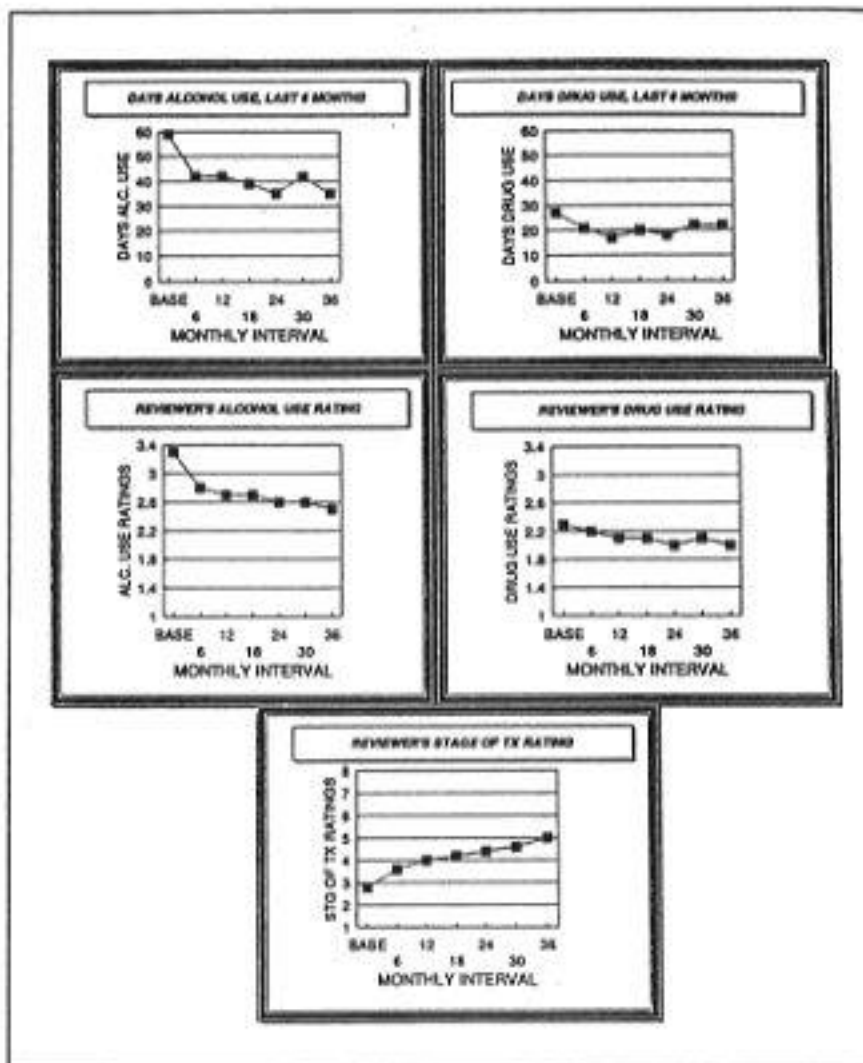 DAYS ALCOHOL USE, LAST 6 MONTHS
DAYS ALC. USE
60
50
40
30
20
10
0
BASE 12 24 36
6 18 30
MONTHLY INTERVAL
DAYS DRUG USE, LAST 6 MONTHS
DAYS DRUG USE
60
50
40
30
20
10
0
BASE 12 24 36
6 18 30
MONTHLY INTERVAL
REVIEWER'S ALCOHOL USE RATING
ALC. USE RATINGS
3.4
3
2.6
2.2
1.8
1.4
1
BASE 12 24 36
6 18 30
MONTHLY INTERVAL
REVIEWER'S DRUG USE RATING
DRUG USE RATINGS
3.4
3
2.6
2.2
1.8
1.4
1
BASE 12 24 36
6 18 30
MONTHLY INTERVAL
REVIEWER'S STAGE OF TX RATING
STG OF TX RATINGS
8
7
6
5
4
3
2
1
BASE 12 24 36
6 18 30
MONTHLY INTERVAL